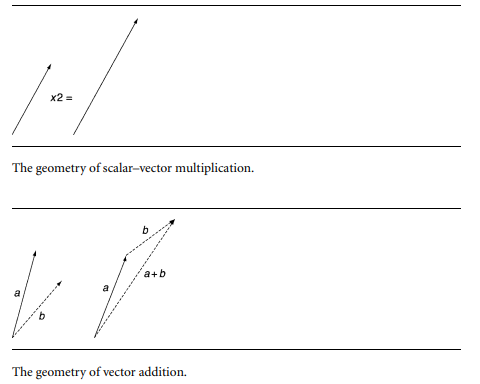 x2 =
The geometry of scalar–vector multiplication.
b
a
a+b
a
b
The geometry of vector addition.